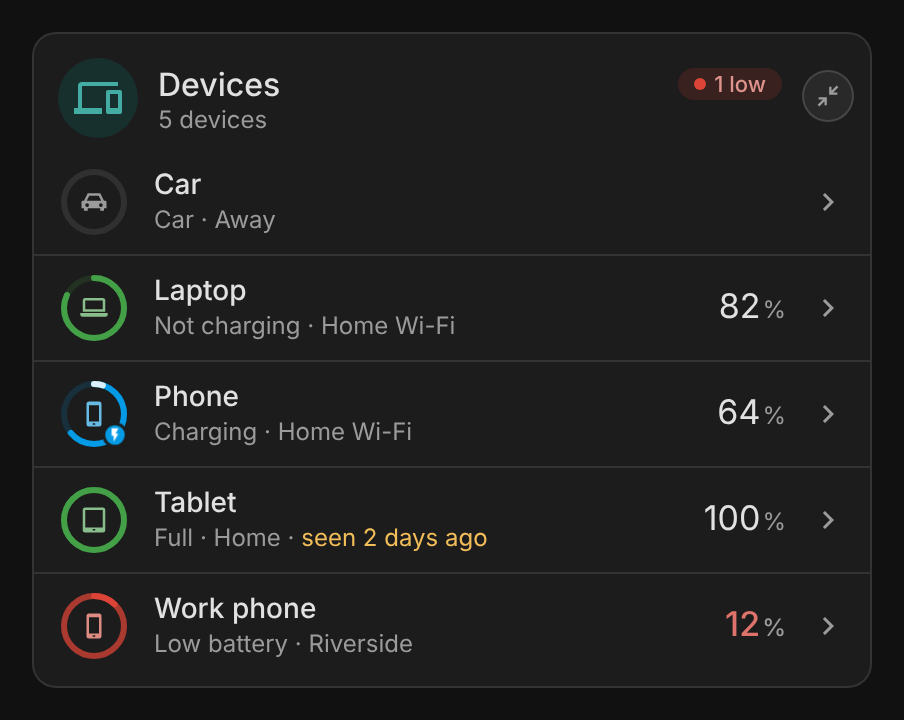 Devices
5 devices
1 low
Car
Car · Away
Laptop
Not charging · Home Wi-Fi
82%
Phone
Charging · Home Wi-Fi
64%
Tablet
Full · Home · seen 2 days ago
100%
Work phone
Low battery · Riverside
12%